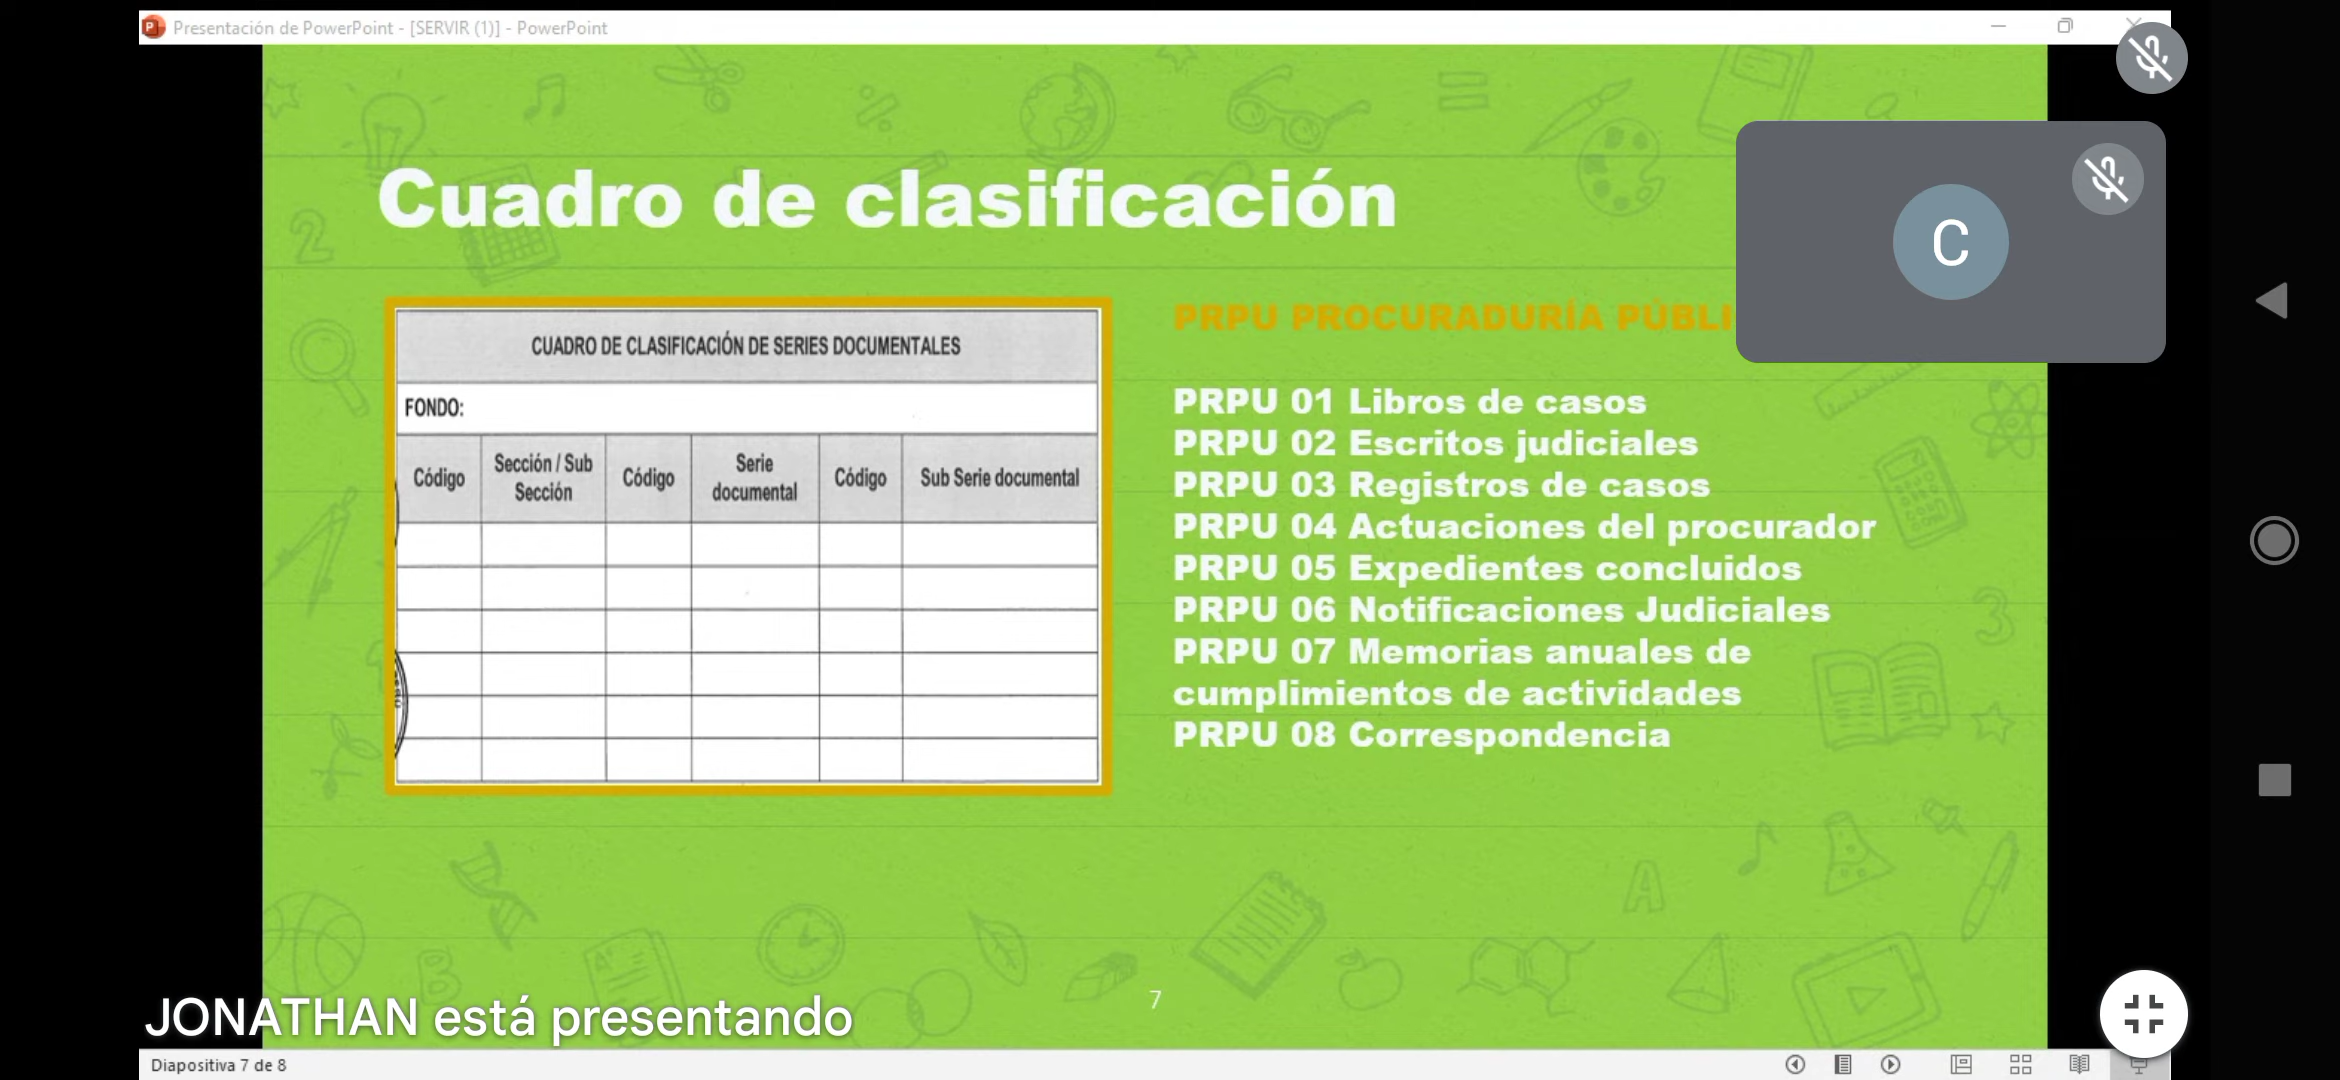 Presentación de PowerPoint - [SERVIR (1)] - PowerPoint
Cuadro de clasificación
C
CUADRO DE CLASIFICACIÓN DE SERIES DOCUMENTALES
FONDO:
Código
Sección / Sub
Sección
Código
Serie
documental
Código
Sub Serie documental
PRPU PROCURADURÍA
PRPU 01 Libros de casos
PRPU 02 Escritos judiciales
PRPU 03 Registros de casos
PRPU 04 Actuaciones del procurador
PRPU 05 Expedientes concluidos
PRPU 06 Notificaciones Judiciales
PRPU 07 Memorias anuales de
cumplimientos de actividades
PRPU 08 Correspondencia
7
JONATHAN está presentando
Diapositiva 7 de 8